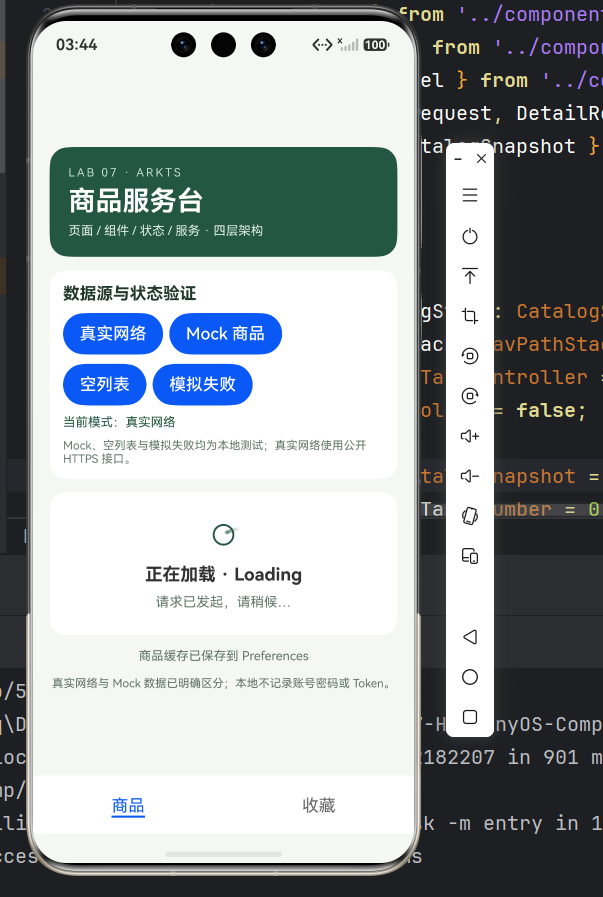 from '../component
03:44
100
from '../compo
el } from '../co
equest, DetailRe
Snapshot }
LAB 07 · ARKTS
商品服务台
页面 / 组件 / 状态 / 服务 · 四层架构
数据源与状态验证
真实网络
Mock 商品
空列表
模拟失败
当前模式：真实网络
Mock、空列表与模拟失败均为本地测试；真实网络使用公开
HTTPS 接口。
: CatalogS
avPathStac
ntroller =
= false;
napshot =
umber = 0
正在加载 · Loading
请求已发起，请稍候…
商品缓存已保存到 Preferences
真实网络与 Mock 数据已明确区分；本地不记录账号密码或 Token。
nyOS-Comp
2182207 in 901 m
k -m entry in 1
商品
收藏